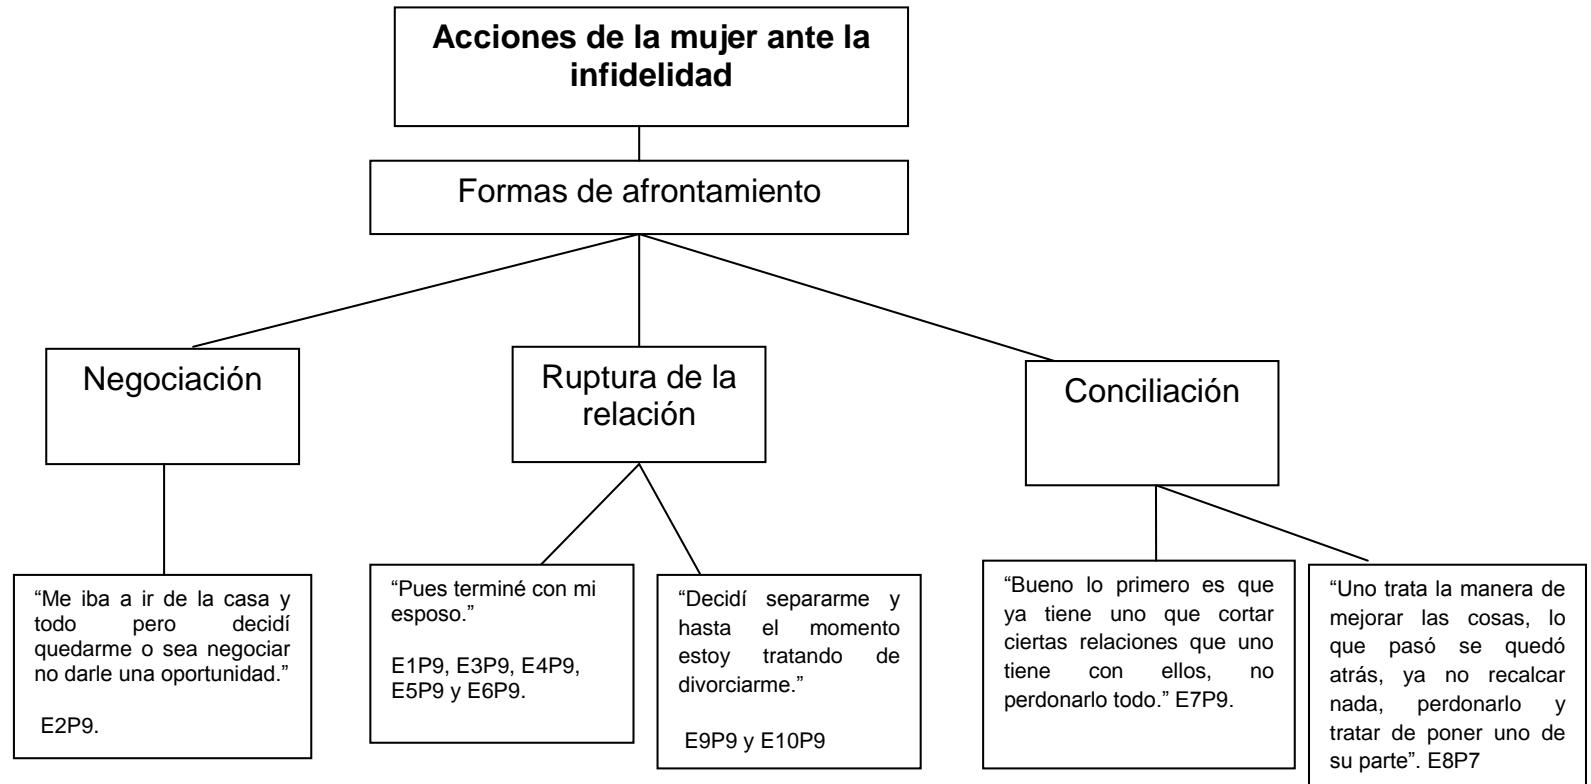 Acciones de la mujer ante la
infidelidad
Formas de afrontamiento
Negociación
Ruptura de la
relación
Conciliación
“Me iba a ir de la casa y
todo pero decidí
quedarme o sea negociar
no darle una oportunidad.”
E2P9.
“Pues terminé con mi
esposo.”
E1P9, E3P9, E4P9,
E5P9 y E6P9.
“Decidí separarme y
hasta el momento
estoy tratando de
divorciarme.”
E9P9 y E10P9
“Bueno lo primero es que
ya tiene uno que cortar
ciertas relaciones que uno
tiene con ellos, no
perdonarlo todo.” E7P9.
“Uno trata la manera de
mejorar las cosas, lo
que pasó se quedó
atrás, ya no recalcar
nada, perdonarlo y
tratar de poner uno de
su parte”. E8P7